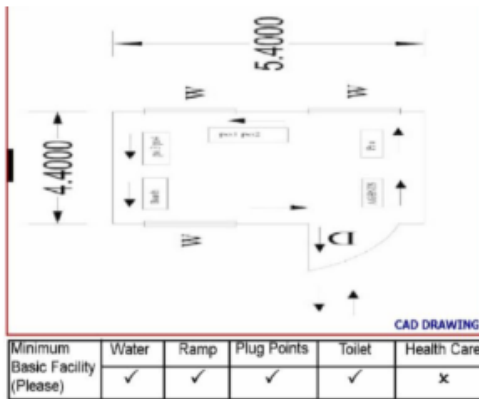 5.4000
W
W
4.4000
W
D
CAD DRAWING
Minimum Basic Facility (Please)
Water
Ramp
Plug Points
Toilet
Health Care
✓
✓
✓
✓
x